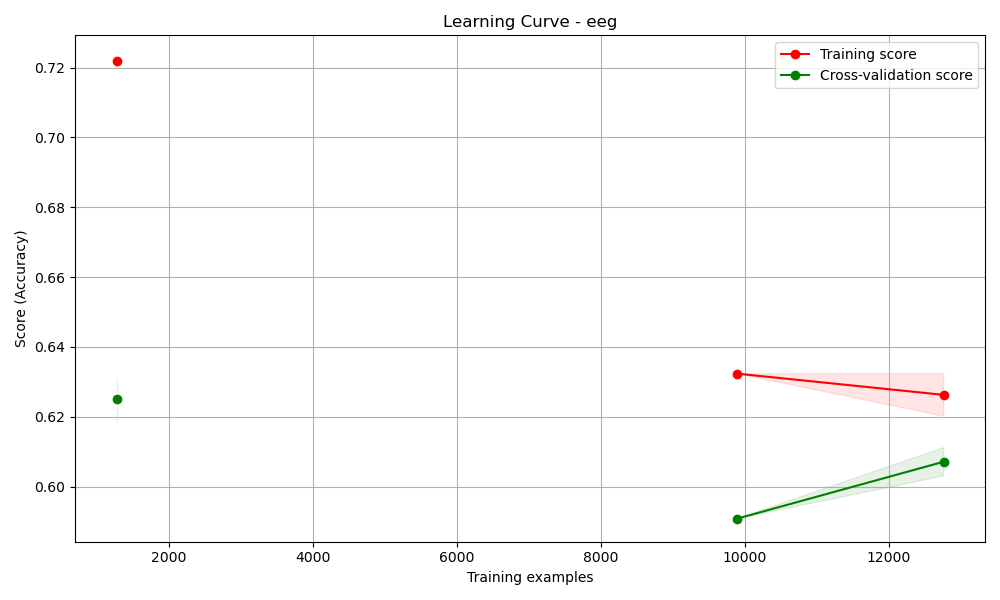 Learning Curve - eeg
Training score
Cross-validation score
Score (Accuracy)
0.72
0.70
0.68
0.66
0.64
0.62
0.60
2000 4000 6000 8000 10000 12000
Training examples